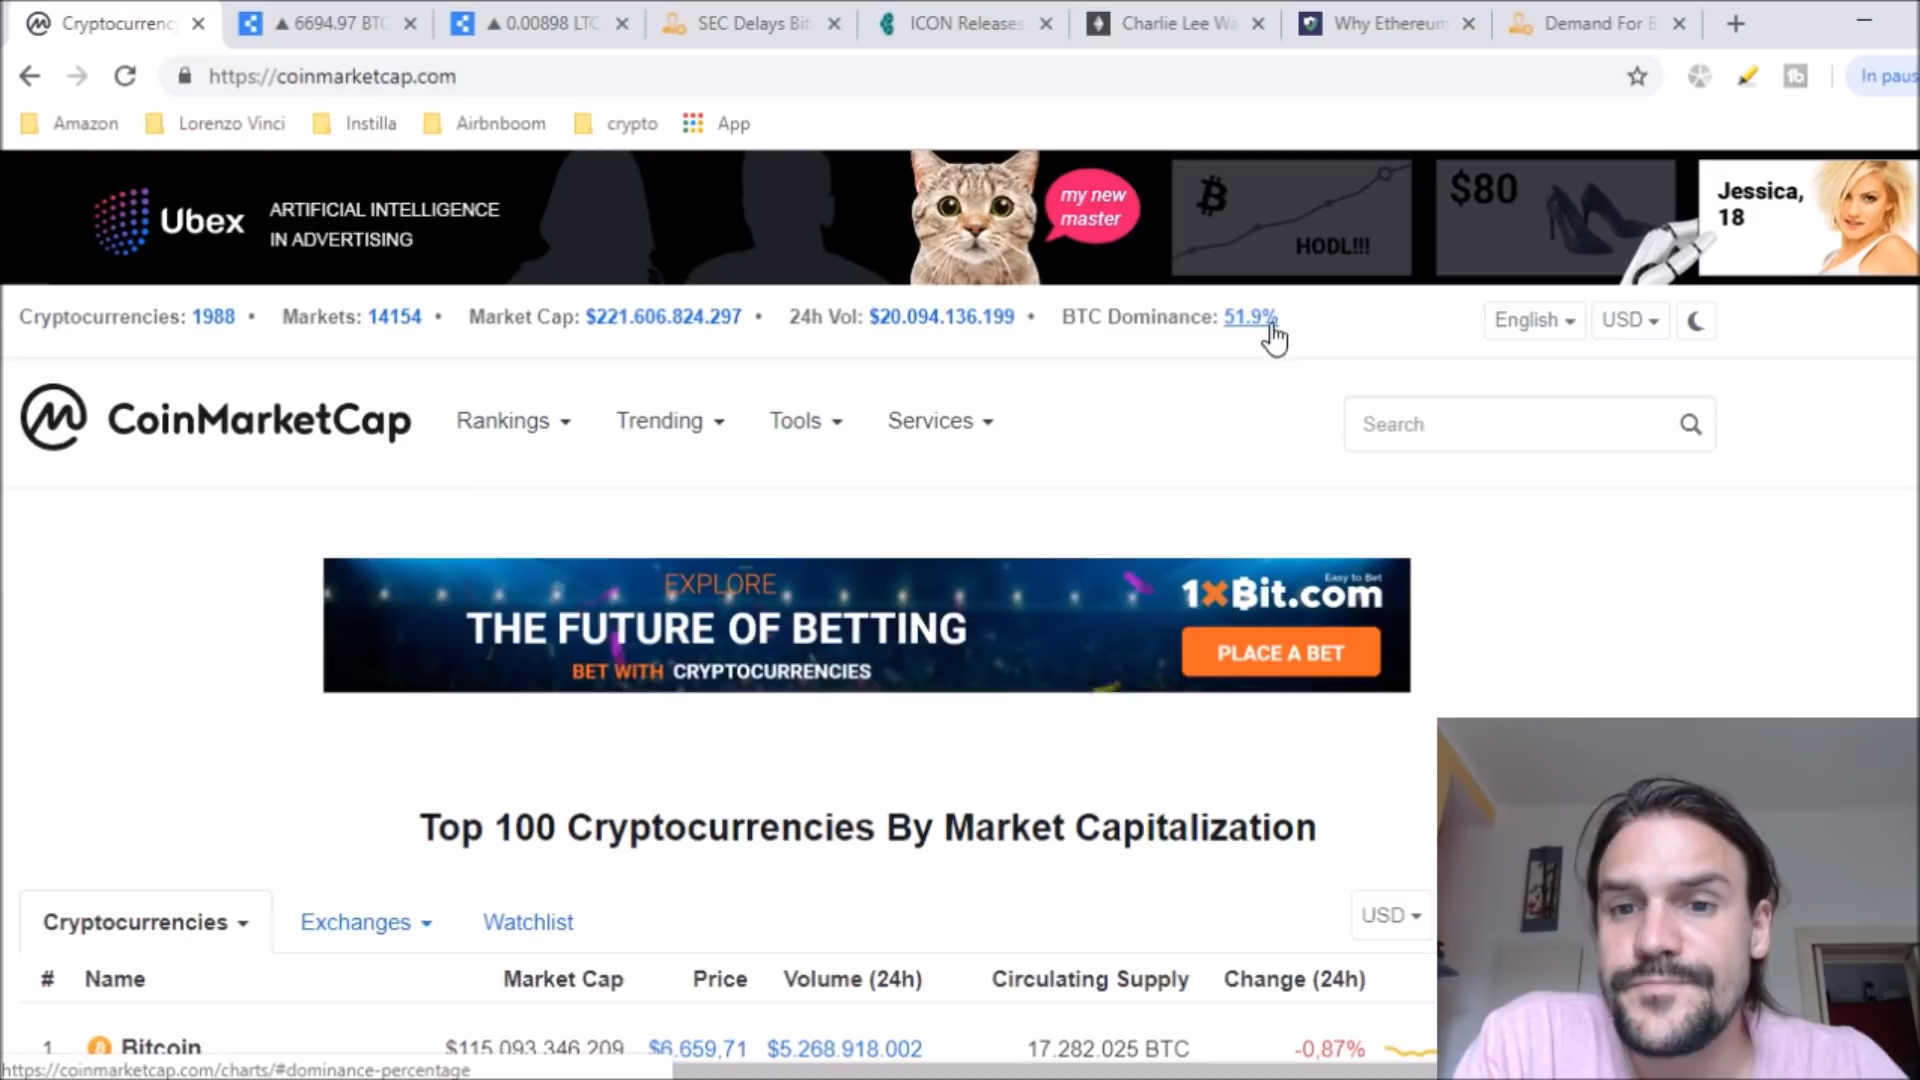 Cryptocurrency
▲ 6694.97 BTC
▲ 0.00898 LTC
SEC Delays Bit
ICON Releases
Charlie Lee Wa
Why Ethereum
Demand For B
https://coinmarketcap.com
In paus
Amazon
Lorenzo Vinci
Instilla
Airbnboom
crypto
App
Ubex
ARTIFICIAL INTELLIGENCE
IN ADVERTISING
my new
master
HODL!!!
$80
Jessica,
18
Cryptocurrencies: 1988 • Markets: 14154 • Market Cap: $221.606.824.297 • 24h Vol: $20.094.136.199 • BTC Dominance: 51.9%
English
USD
CoinMarketCap
Rankings
Trending
Tools
Services
Search
EXPLORE
THE FUTURE OF BETTING
BET WITH CRYPTOCURRENCIES
Easy to Bet
1XBit.com
PLACE A BET
Top 100 Cryptocurrencies By Market Capitalization
Cryptocurrencies
Exchanges
Watchlist
USD
# Name Market Cap Price Volume (24h) Circulating Supply Change (24h)
1 Bitcoin $115.093.346.209 $6.659,71 $5.268.918.002 17.282.025 BTC -0,87%
https://coinmarketcap.com/charts/#dominance-percentage